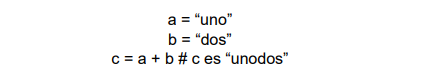 a = “uno”
b = “dos”
c = a + b # c es “unodos”